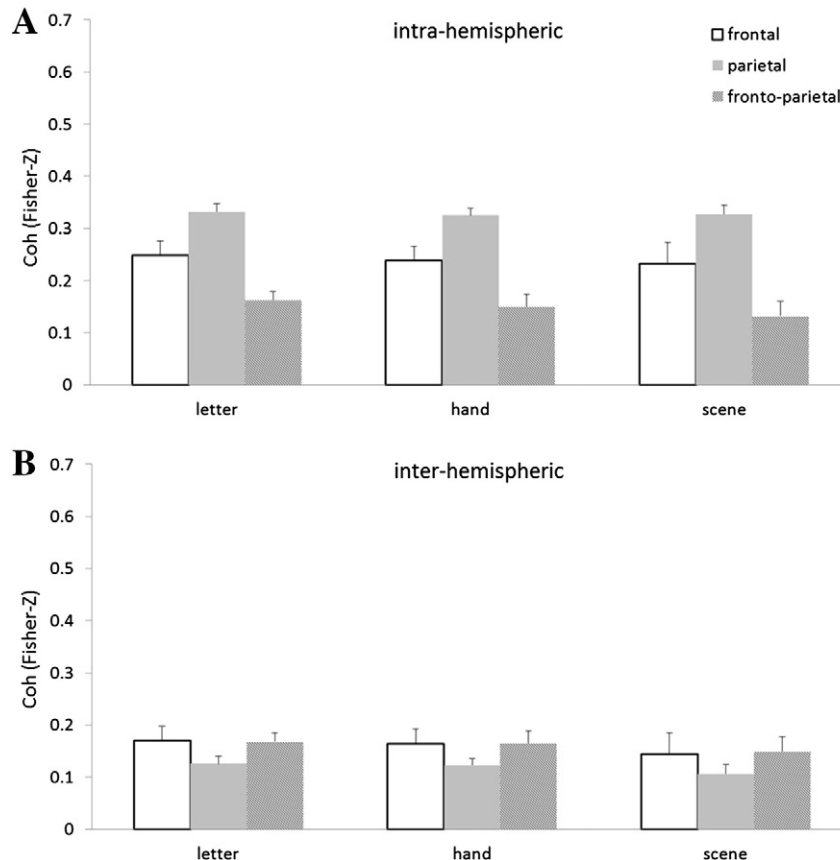 A
intra-hemispheric
frontal
parietal
fronto-parietal
Coh (Fisher-Z)
0.7
0.6
0.5
0.4
0.3
0.2
0.1
0
letter hand scene
B
inter-hemispheric
Coh (Fisher-Z)
0.7
0.6
0.5
0.4
0.3
0.2
0.1
0
letter hand scene